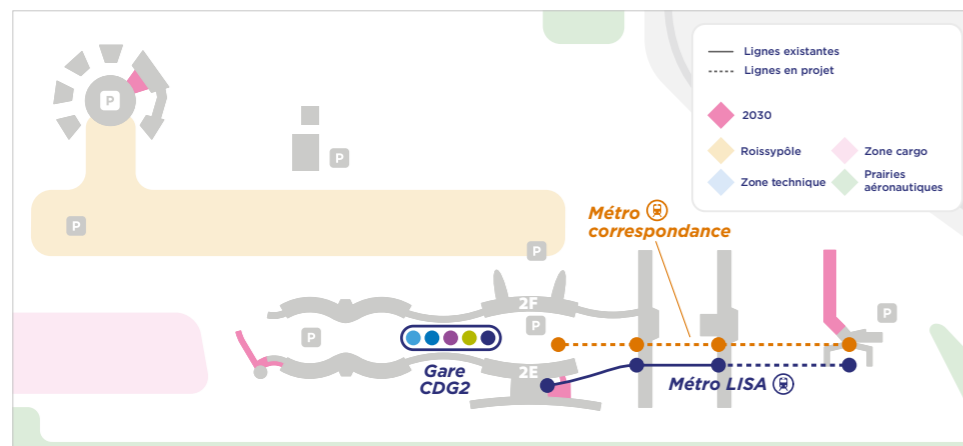 Lignes existantes
Lignes en projet
2030
Roissypôle
Zone cargo
Zone technique
Prairies
aéronautiques
P
P
P
P
Métro
correspondance
P
2F
P
P
P
Gare
CDG2
2E
Métro LISA